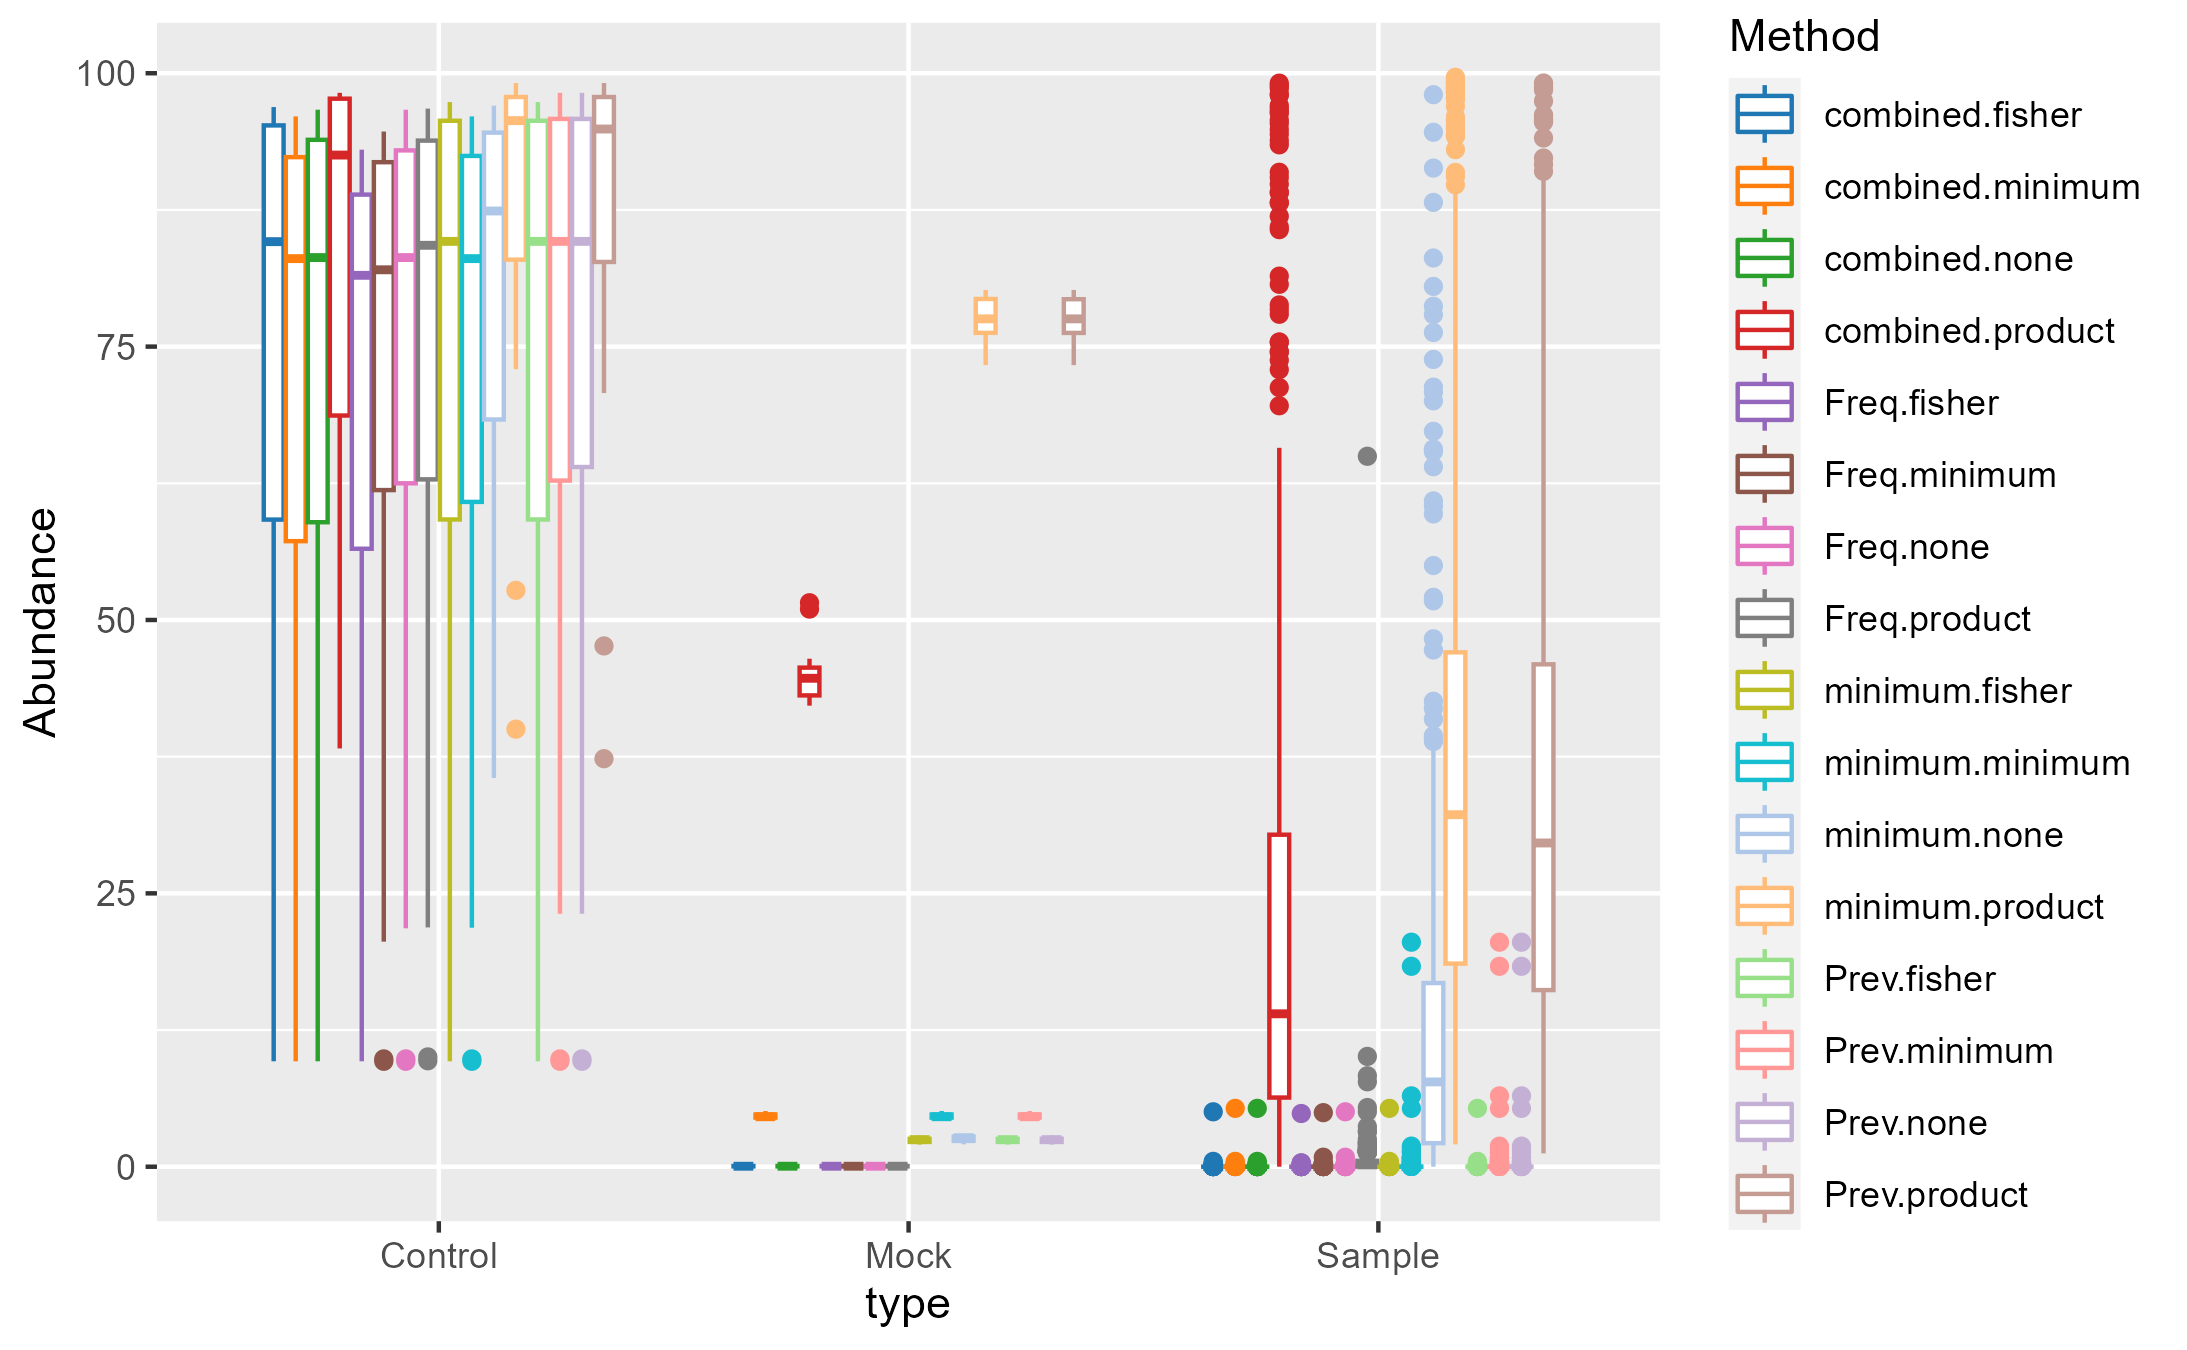 Abundance
100
75
50
25
0
Control
Mock
Sample
type
Method
combined.fisher
combined.minimum
combined.none
combined.product
Freq.fisher
Freq.minimum
Freq.none
Freq.product
minimum.fisher
minimum.minimum
minimum.none
minimum.product
Prev.fisher
Prev.minimum
Prev.none
Prev.product